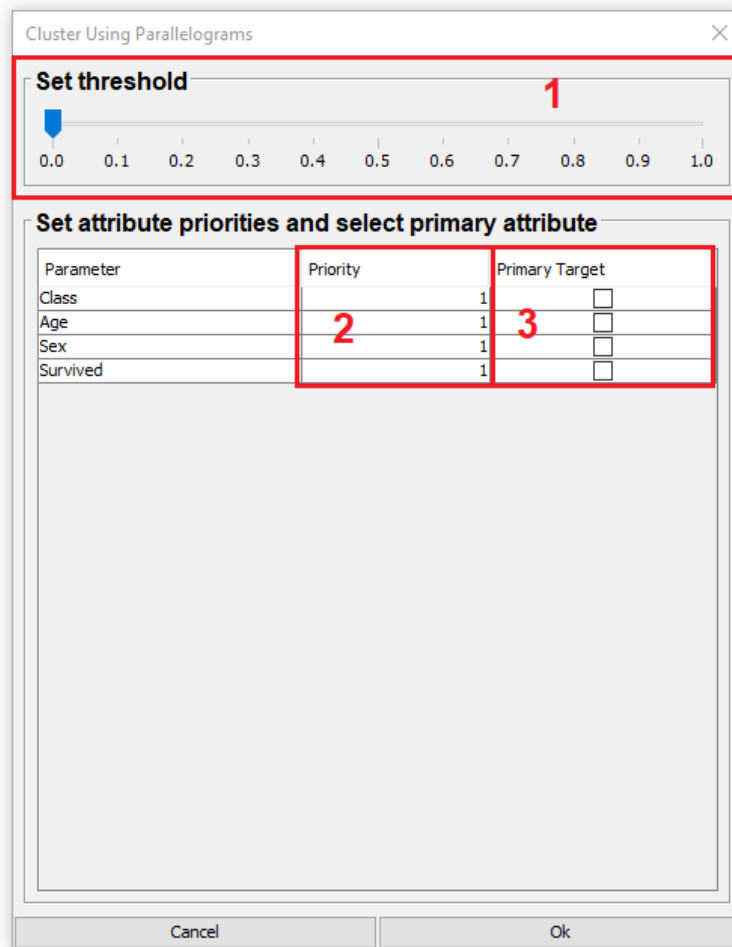 Cluster Using Parallelograms
Set threshold
1
0.0 0.1 0.2 0.3 0.4 0.5 0.6 0.7 0.8 0.9 1.0
Set attribute priorities and select primary attribute
Parameter Priority Primary Target
Class 1
Age 1
Sex 1
Survived 1
2
3
Cancel Ok